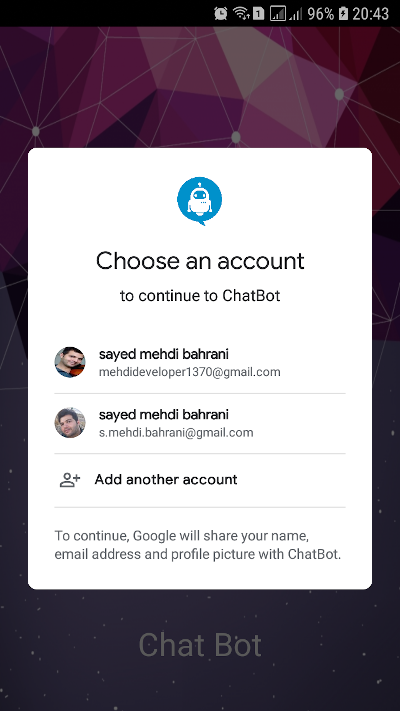 1
96%
20:43
Choose an account
to continue to ChatBot
sayed mehdi bahrani
mehdideveloper1370@gmail.com
sayed mehdi bahrani
s.mehdi.bahrani@gmail.com
Add another account
To continue, Google will share your name,
email address and profile picture with ChatBot.
Chat Bot